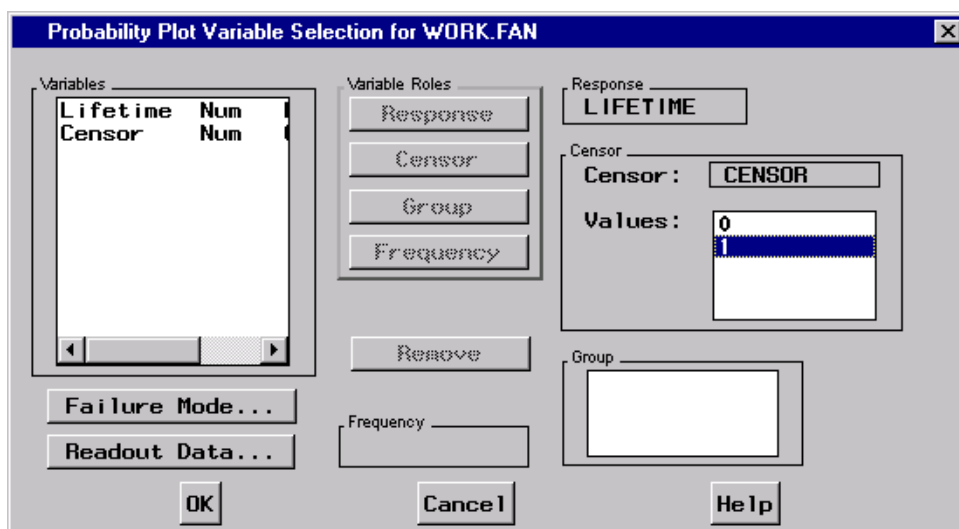 Probability Plot Variable Selection for WORK.FAN
Variables
Lifetime Num
Censor Num
Failure Mode...
Readout Data...
Variable Roles
Response
Censor
Group
Frequency
Remove
Frequency
Response
LIFETIME
Censor
Censor: CENSOR
Values: 0
1
Group
OK
Cancel
Help